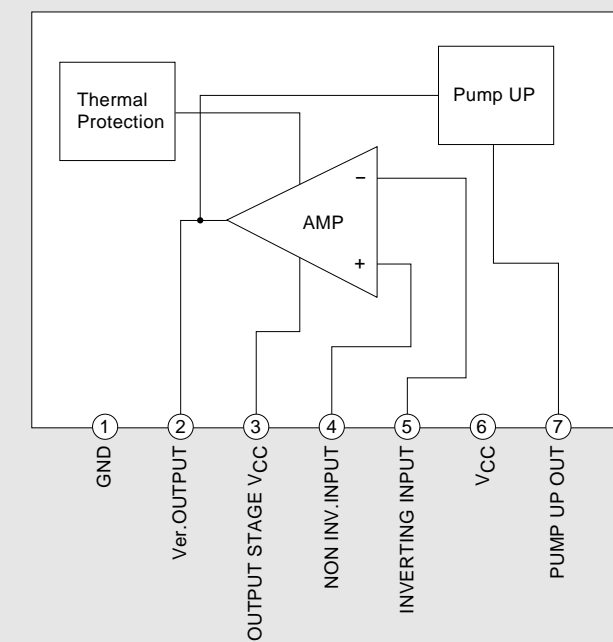 Thermal
Protection
Pump UP
−
AMP
+
1
2
3
4
5
6
7
GND
Ver.OUTPUT
OUTPUT STAGE VCC
NON INV.INPUT
INVERTING INPUT
VCC
PUMP UP OUT